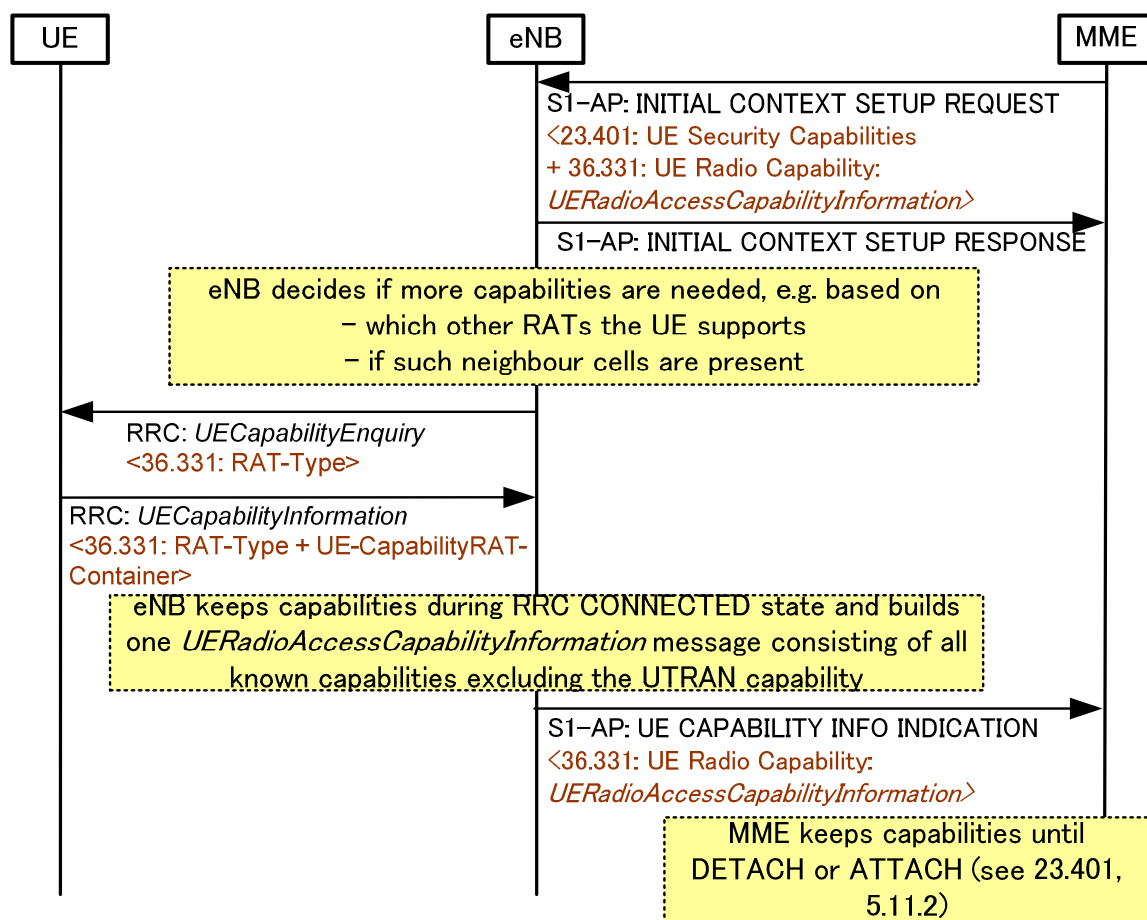 UE
eNB
MME
S1-AP: INITIAL CONTEXT SETUP REQUEST
<23.401: UE Security Capabilities
+ 36.331: UE Radio Capability:
UERadioAccessCapabilityInformation>
S1-AP: INITIAL CONTEXT SETUP RESPONSE
eNB decides if more capabilities are needed, e.g. based on
- which other RATs the UE supports
- if such neighbour cells are present
RRC: UECapabilityEnquiry
<36.331: RAT-Type>
RRC: UECapabilityInformation
<36.331: RAT-Type + UE-CapabilityRAT-
Container>
eNB keeps capabilities during RRC CONNECTED state and builds
one UERadioAccessCapabilityInformation message consisting of all
known capabilities excluding the UTRAN capability
S1-AP: UE CAPABILITY INFO INDICATION
<36.331: UE Radio Capability:
UERadioAccessCapabilityInformation>
MME keeps capabilities until
DETACH or ATTACH (see 23.401,
5.11.2)